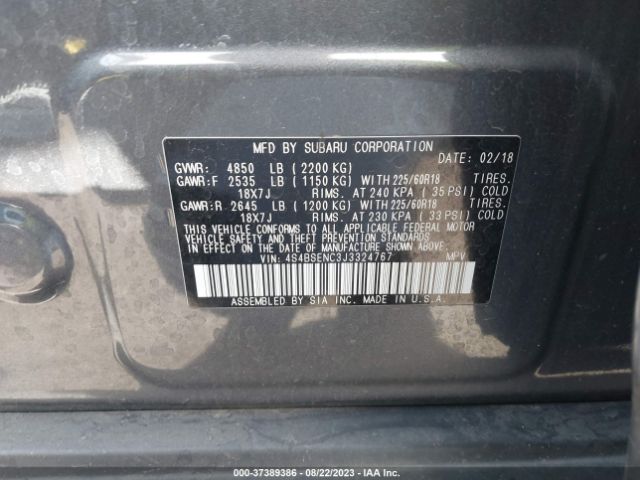 MFD BY SUBARU CORPORATION
GVWR: 4850 LB ( 2200 KG) DATE: 02/18
GAWR:F 2535 LB ( 1150 KG) WITH 225/60R18 TIRES.
18X7J RIMS. AT 240 KPA ( 35 PSI) COLD
GAWR:R 2645 LB ( 1200 KG) WITH 225/60R18 TIRES.
18X7J RIMS. AT 230 KPA ( 33 PSI) COLD
THIS VEHICLE CONFORMS TO ALL APPLICABLE FEDERAL MOTOR
VEHICLE SAFETY AND THEFT PREVENTION STANDARDS IN EFFECT
ON THE DATE OF MANUFACTURE SHOWN ABOVE.
VIN: 4S4BSENC3J3324767 MPV
ASSEMBLED BY SIA INC. MADE IN U.S.A.
000-37389386 - 08/22/2023 - IAA Inc.